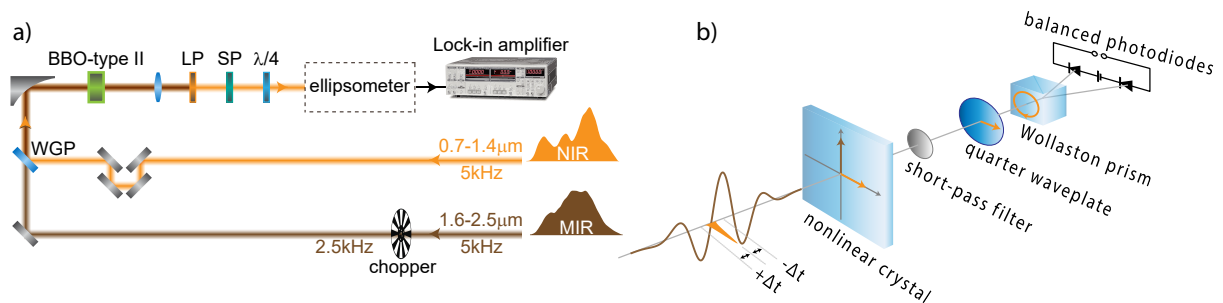 a)
BBO-type II
LP
SP
λ/4
Lock-in amplifier
ellipsometer
WGP
0.7-1.4μm
5kHz
NIR
1.6-2.5μm
5kHz
MIR
2.5kHz
chopper
b)
balanced photodiodes
Wollaston prism
quarter waveplate
short-pass filter
nonlinear crystal
-Δt
+Δt